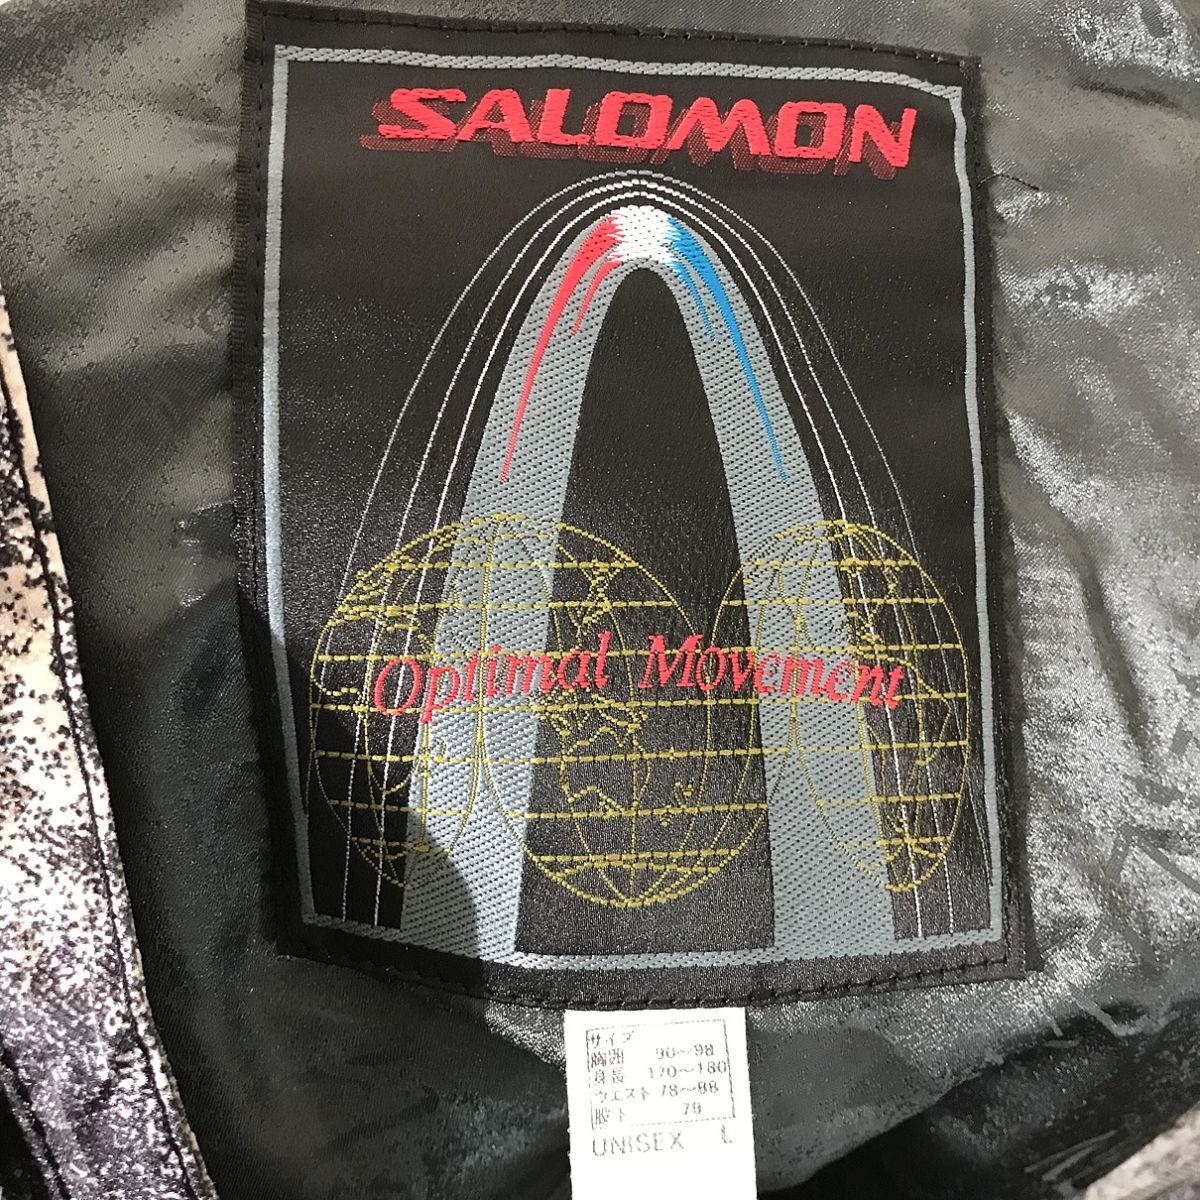 SALOMON
Optimal Movement
サイズ
胸囲 90~98
身長 170~180
ウエスト 78~88
股下 79
UNISEX L